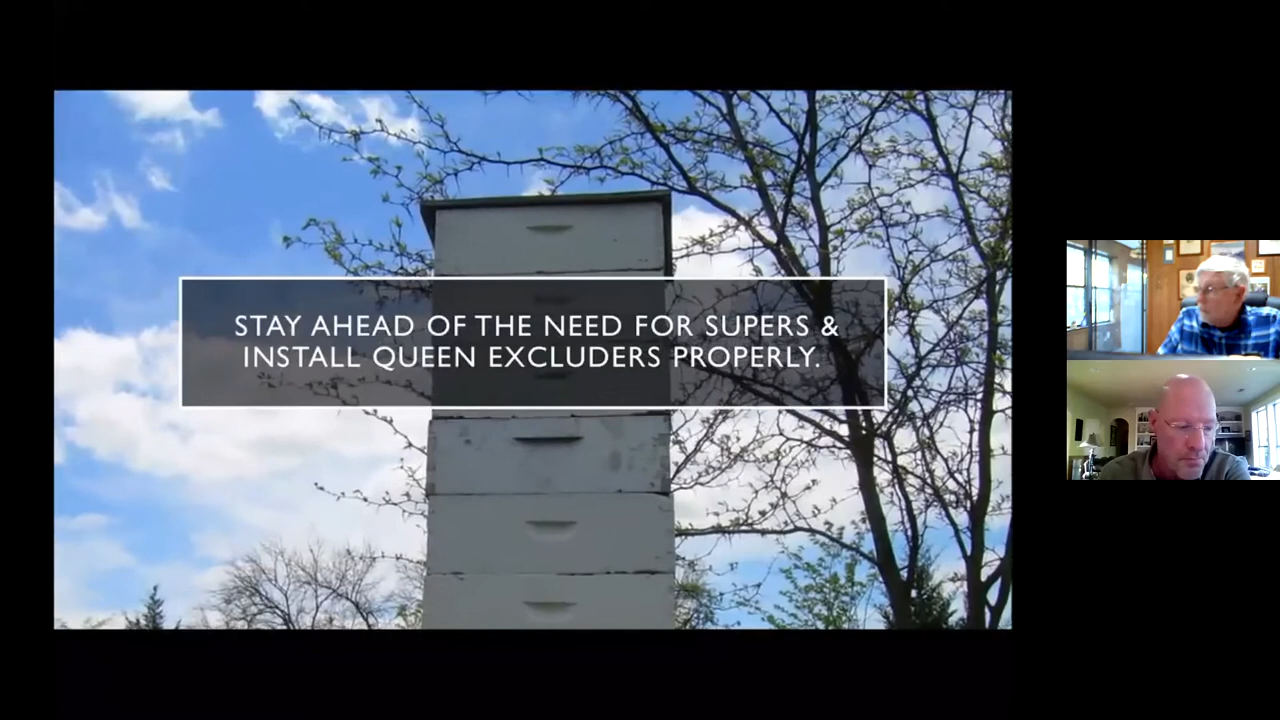 STAY AHEAD OF THE NEED FOR SUPERS &
INSTALL QUEEN EXCLUDERS PROPERLY.